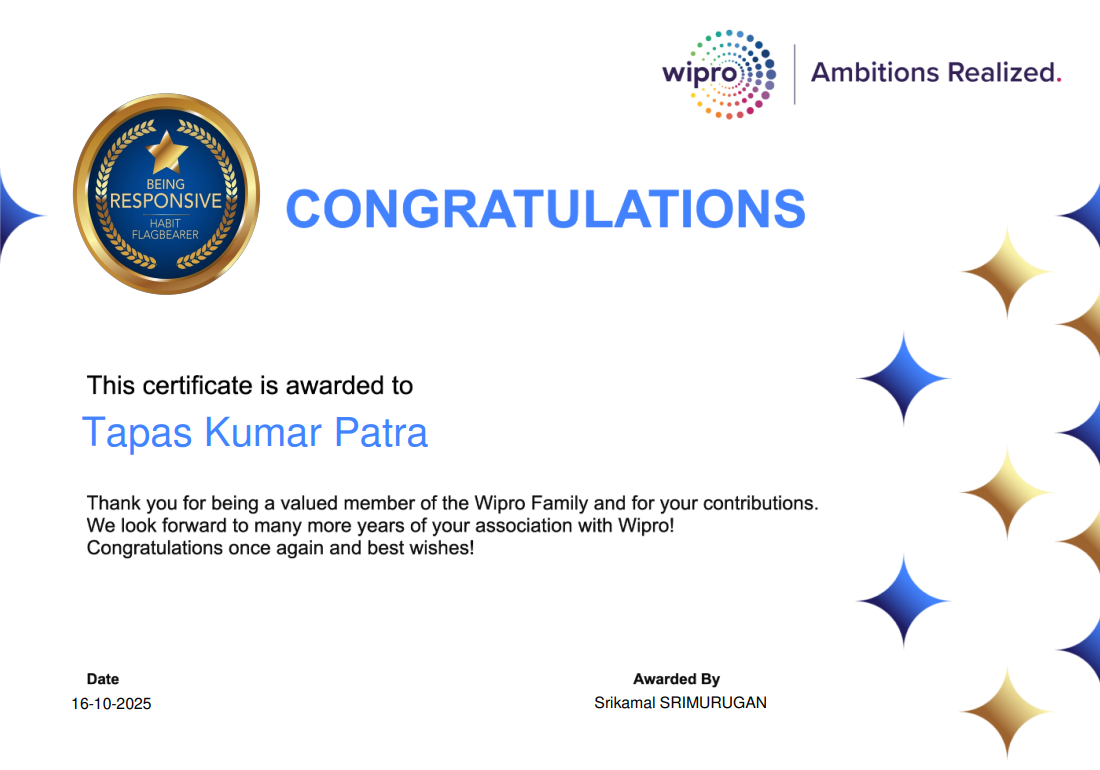 wipro
Ambitions Realized.
BEING
RESPONSIVE
HABIT
FLAGBEARER
CONGRATULATIONS
This certificate is awarded to
Tapas Kumar Patra
Thank you for being a valued member of the Wipro Family and for your contributions.
We look forward to many more years of your association with Wipro!
Congratulations once again and best wishes!
Date
16-10-2025
Awarded By
Srikamal SRIMURUGAN